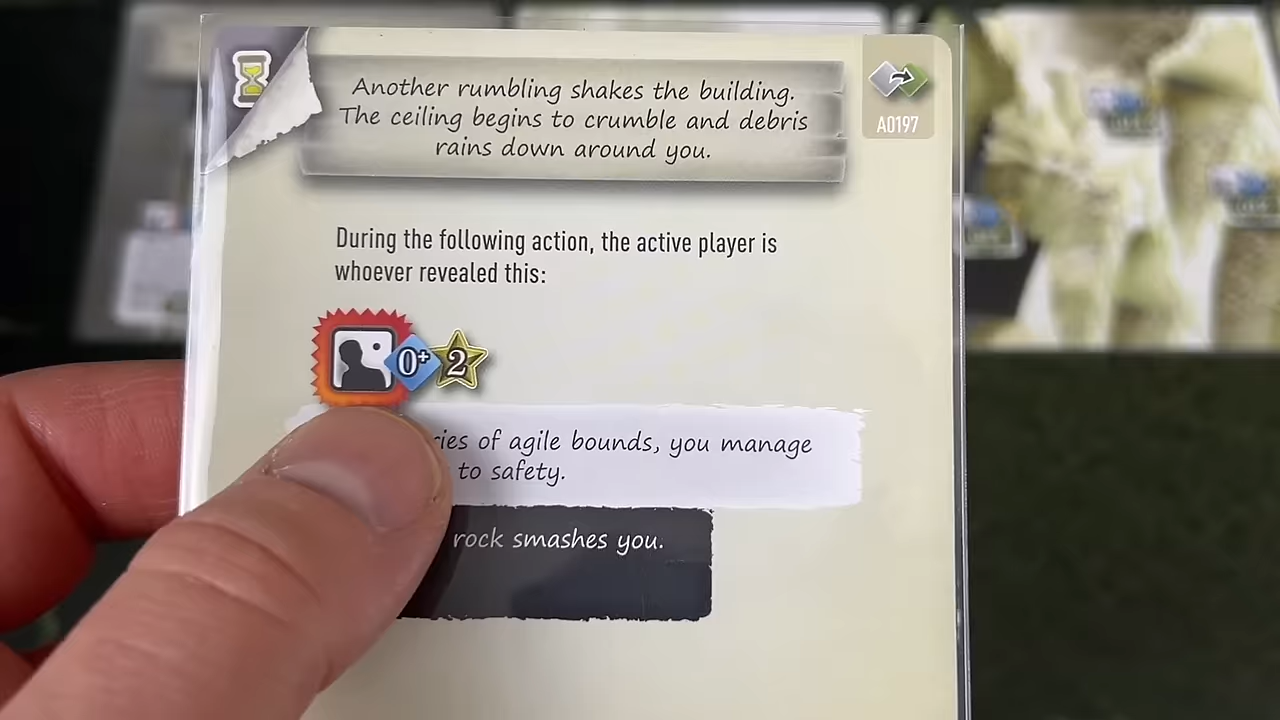 Another rumbling shakes the building.
The ceiling begins to crumble and debris
rains down around you.
A0197
During the following action, the active player is
whoever revealed this:
0+ 2
of agile bounds, you manage
to safety.
rock smashes you.